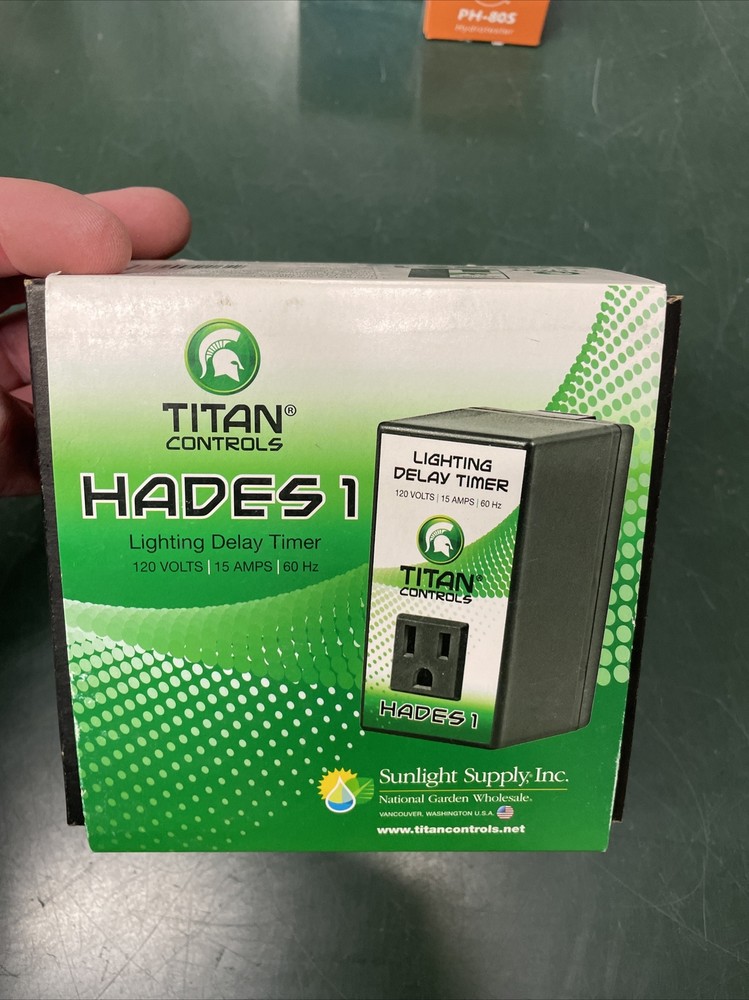 PH-80S
Hydrotester
TITAN®
CONTROLS
HADES 1
Lighting Delay Timer
120 VOLTS | 15 AMPS | 60 Hz
LIGHTING
DELAY TIMER
120 VOLTS | 15 AMPS | 60 Hz
TITAN®
CONTROLS
HADES 1
Sunlight Supply, Inc.
National Garden Wholesale®
VANCOUVER, WASHINGTON U.S.A.
www.titancontrols.net